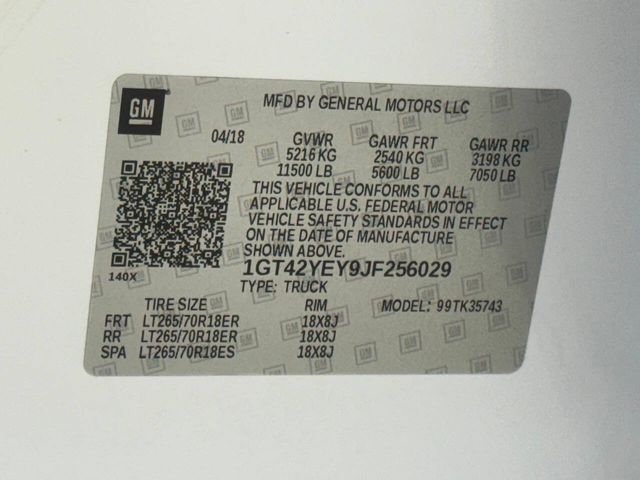 GM
MFD BY GENERAL MOTORS LLC
04/18 GVWR GAWR FRT GAWR RR
5216 KG 2540 KG 3198 KG
11500 LB 5600 LB 7050 LB
THIS VEHICLE CONFORMS TO ALL
APPLICABLE U.S. FEDERAL MOTOR
VEHICLE SAFETY STANDARDS IN EFFECT
ON THE DATE OF MANUFACTURE
SHOWN ABOVE.
140X
1GT42YEY9JF256029
TYPE: TRUCK
TIRE SIZE RIM MODEL: 99TK35743
FRT LT265/70R18ER 18X8J
RR LT265/70R18ER 18X8J
SPA LT265/70R18ES 18X8J